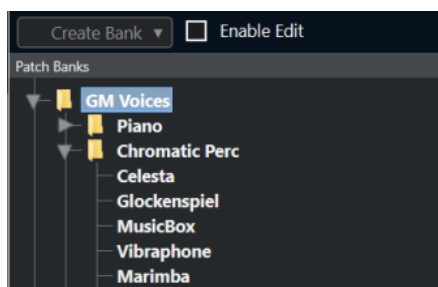 Create Bank Enable Edit
Patch Banks
GM Voices
Piano
Chromatic Perc
Celesta
Glockenspiel
MusicBox
Vibraphone
Marimba